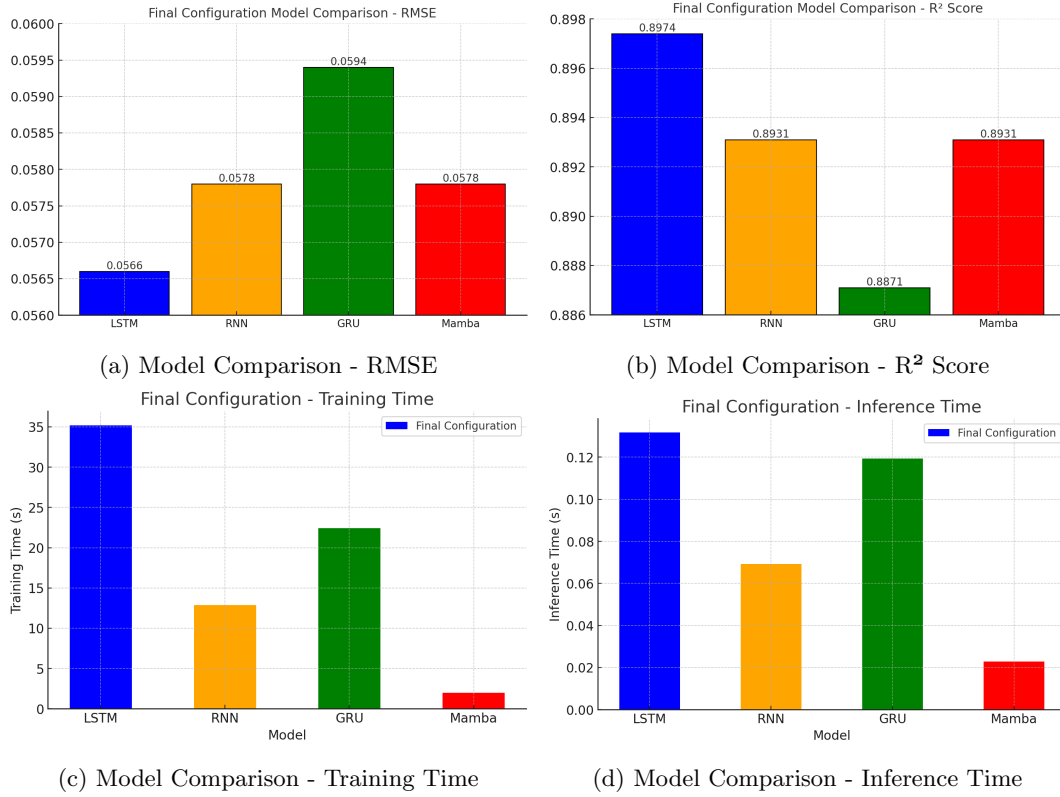 Final Configuration Model Comparison - RMSE
0.0600
0.0595
0.0590
0.0585
0.0580
0.0575
0.0570
0.0565
0.0560
0.0566
0.0578
0.0594
0.0578
LSTM RNN GRU Mamba
(a) Model Comparison - RMSE
Final Configuration Model Comparison - R² Score
0.898
0.896
0.894
0.892
0.890
0.888
0.886
0.8974
0.8931
0.8871
0.8931
LSTM RNN GRU Mamba
(b) Model Comparison - R² Score
Final Configuration - Training Time
Final Configuration
Training Time (s)
35
30
25
20
15
10
5
0
LSTM RNN GRU Mamba
Model
(c) Model Comparison - Training Time
Final Configuration - Inference Time
Final Configuration
Inference Time (s)
0.12
0.10
0.08
0.06
0.04
0.02
0.00
LSTM RNN GRU Mamba
Model
(d) Model Comparison - Inference Time